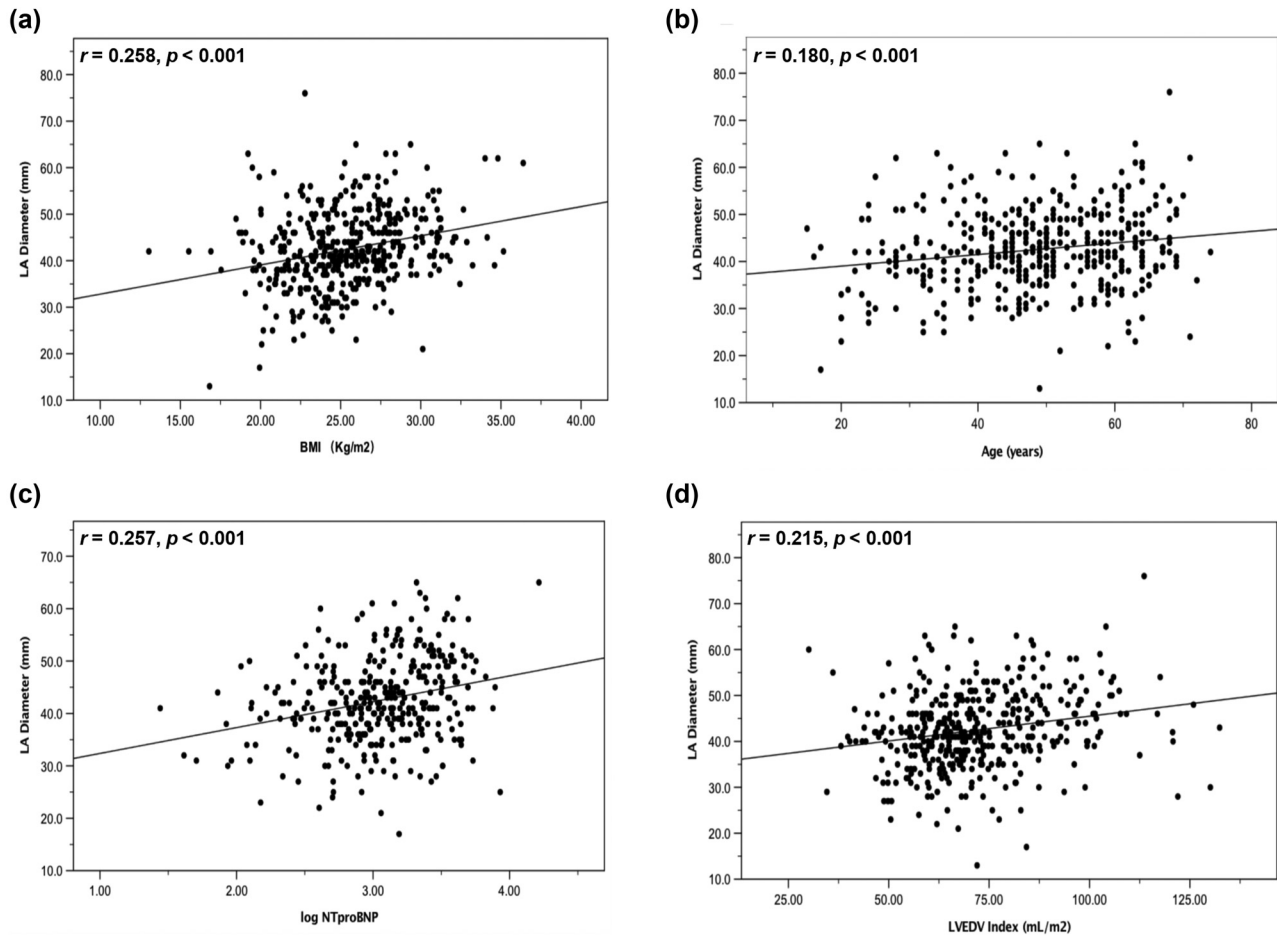 (a)
r = 0.258, p < 0.001
80.0
70.0
60.0
50.0
40.0
30.0
20.0
10.0
LA Diameter (mm)
10.00 15.00 20.00 25.00 30.00 35.00 40.00
BMI (Kg/m2)
(b)
r = 0.180, p < 0.001
80.0
70.0
60.0
50.0
40.0
30.0
20.0
10.0
LA Diameter (mm)
20 40 60 80
Age (years)
(c)
r = 0.257, p < 0.001
70.0
60.0
50.0
40.0
30.0
20.0
10.0
LA Diameter (mm)
1.00 2.00 3.00 4.00
log NTproBNP
(d)
r = 0.215, p < 0.001
80.0
70.0
60.0
50.0
40.0
30.0
20.0
10.0
LA Diameter (mm)
25.00 50.00 75.00 100.00 125.00
LVEDV Index (mL/m2)